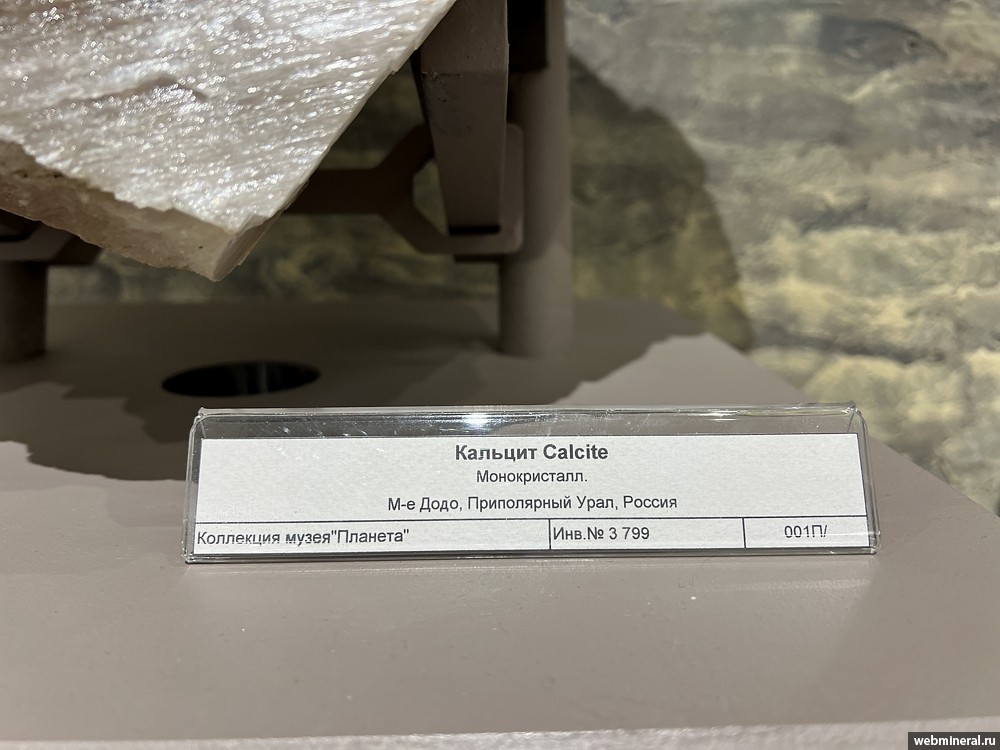 Кальцит Calcite
Монокристалл.
М-е Додо, Приполярный Урал, Россия
Коллекция музея"Планета" Инв.№ 3 799 001П/
webmineral.ru